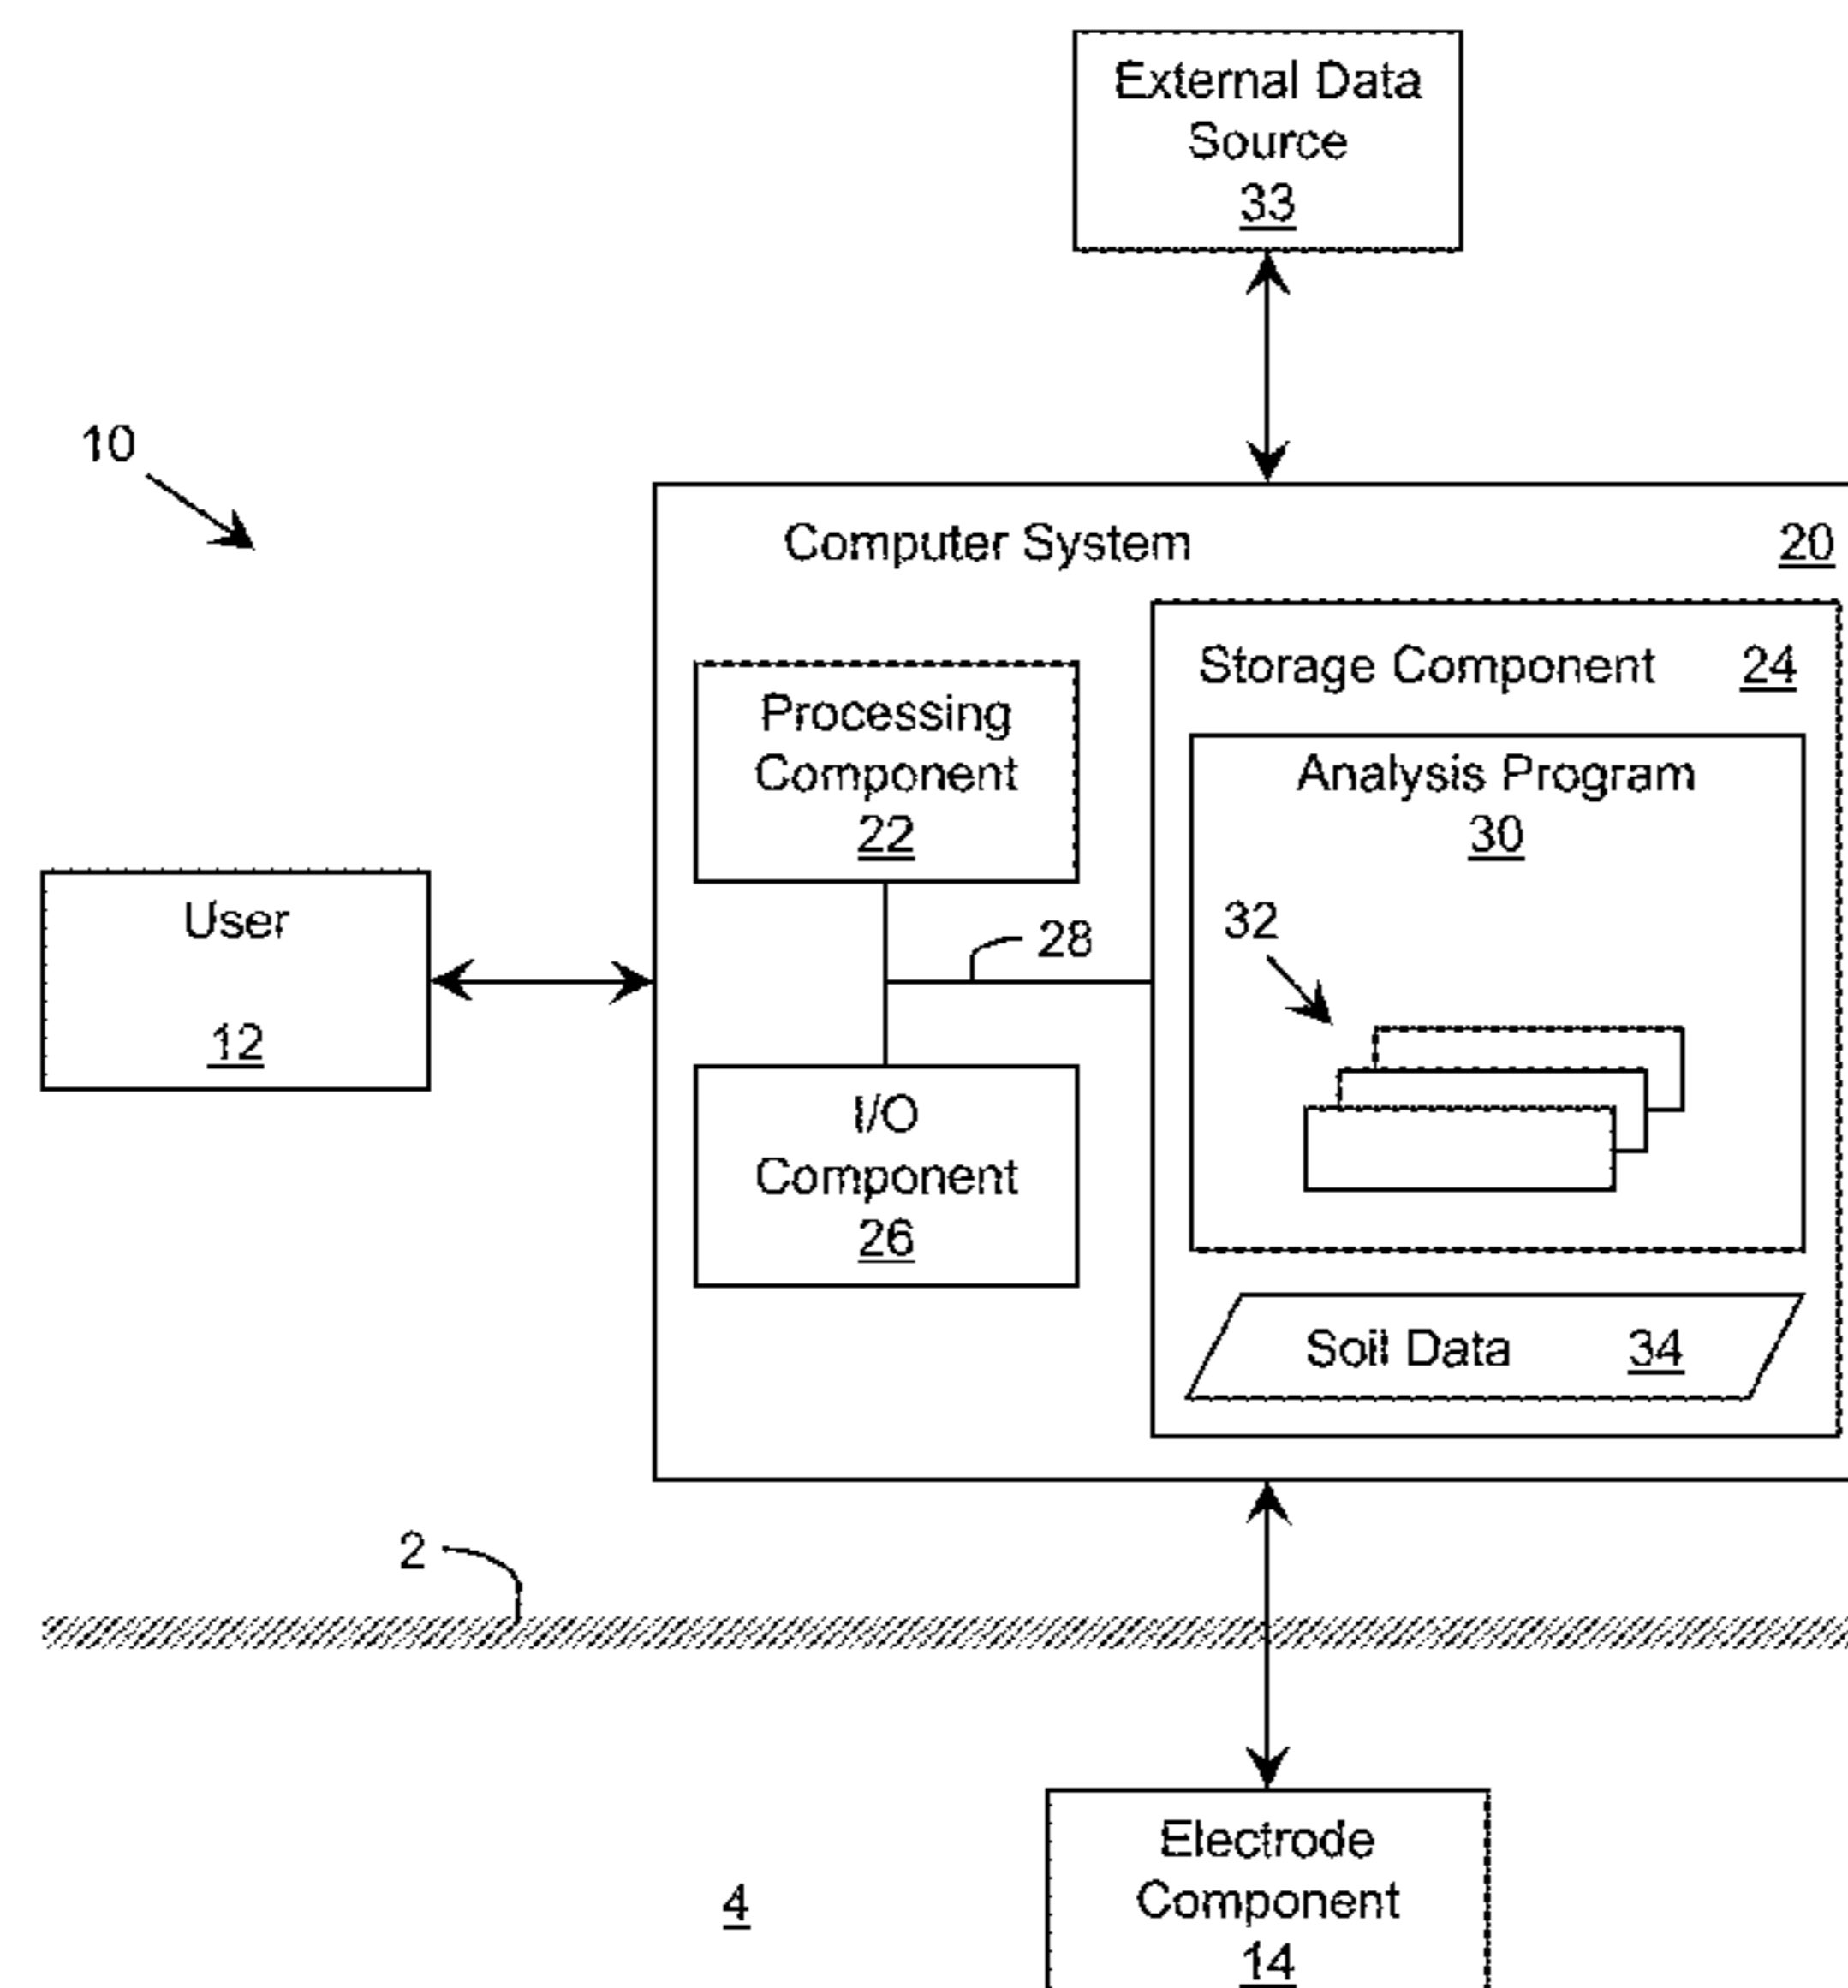 External Data
Source
33
10
Computer System
20
Storage Component
24
Processing
Component
22
Analysis Program
30
User
12
28
32
I/O
Component
26
Soil Data
34
2
Electrode
Component
14
4